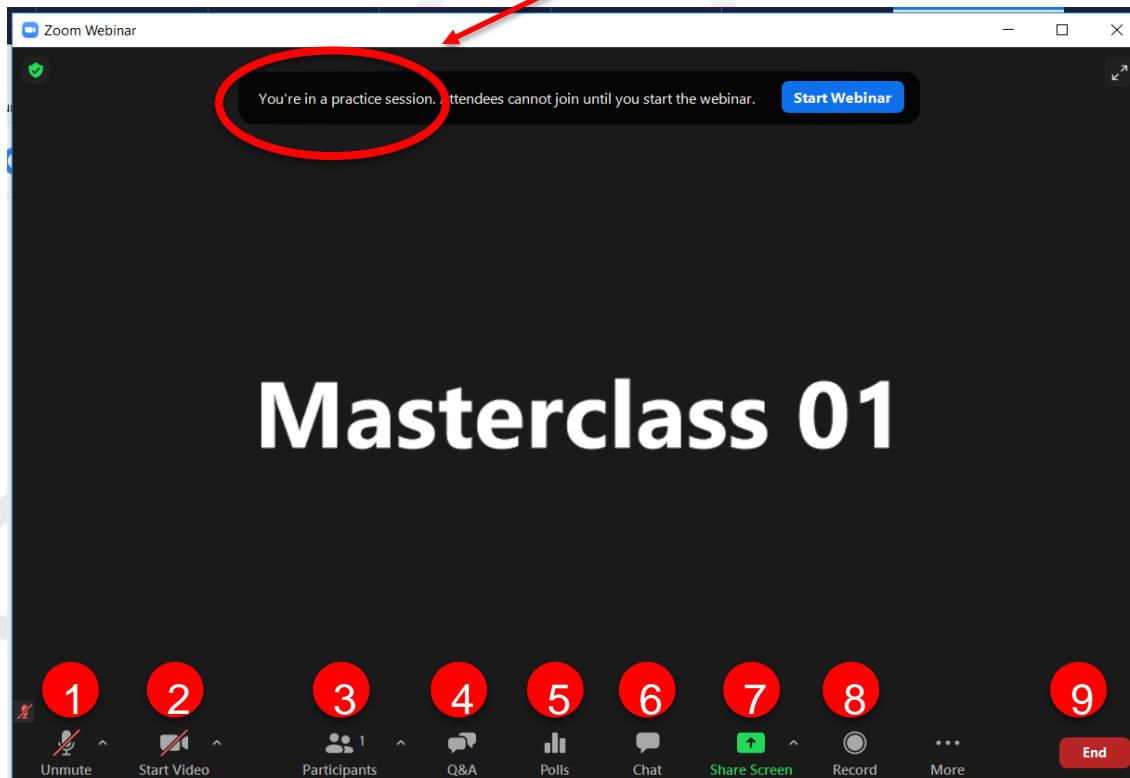 Zoom Webinar
You're in a practice session. Attendees cannot join until you start the webinar.
Start Webinar
Masterclass 01
1 2 3 4 5 6 7 8 9
1
Unmute Start Video Participants Q&A Polls Chat Share Screen Record More End